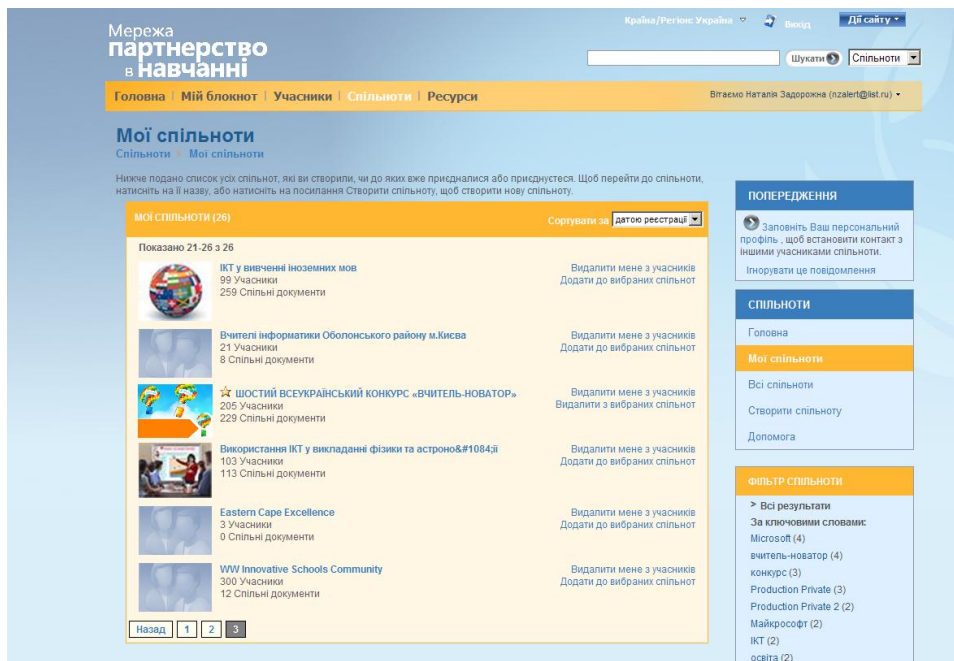 Мережа
партнерство
в навчанні
Країна/Регіон: Україна
Вихід
Дії сайту
Шукати
Спільноти
Головна | Мій блокнот | Учасники | Спільноти | Ресурси
Вітаємо Наталія Задорожна (nzalert@list.ru)
Мої спільноти
Спільноти Мої спільноти
Нижче подано список усіх спільнот, які ви створили, чи до яких вже приєдналися або приєднуєтеся. Щоб перейти до спільноти,
натисніть на її назву, або натисніть на посилання Створити спільноту, щоб створити нову спільноту.
МОЇ СПІЛЬНОТИ (26)
Сортувати за датою реєстрації
Показано 21-26 з 26
ІКТ у вивченні іноземних мов
99 Учасники
259 Спільні документи
Видалити мене з учасників
Додати до вибраних спільнот
Вчителі інформатики Оболонського району м.Києва
21 Учасники
8 Спільні документи
Видалити мене з учасників
Додати до вибраних спільнот
ШОСТИЙ ВСЕУКРАЇНСЬКИЙ КОНКУРС «ВЧИТЕЛЬ-НОВАТОР»
205 Учасники
229 Спільні документи
Видалити мене з учасників
Видалити з вибраних спільнот
Використання ІКТ у викладанні фізики та астроно&#1084;ії
103 Учасники
113 Спільні документи
Видалити мене з учасників
Додати до вибраних спільнот
Eastern Cape Excellence
3 Учасники
0 Спільні документи
Видалити мене з учасників
Додати до вибраних спільнот
WW Innovative Schools Community
300 Учасники
12 Спільні документи
Видалити мене з учасників
Додати до вибраних спільнот
Назад 1 2 3
ПОПЕРЕДЖЕННЯ
Заповніть Ваш персональний
профіль , щоб встановити контакт з
іншими учасниками спільноти.
Ігнорувати це повідомлення
СПІЛЬНОТИ
Головна
Мої спільноти
Всі спільноти
Створити спільноту
Допомога
ФІЛЬТР СПІЛЬНОТИ
> Всі результати
За ключовими словами:
Microsoft (4)
вчитель-новатор (4)
конкурс (3)
Production Private (3)
Production Private 2 (2)
Майкрософт (2)
ІКТ (2)
освіта (2)